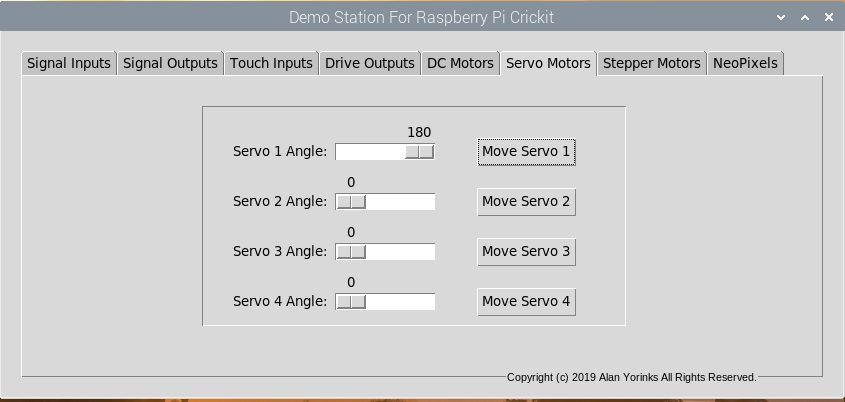 Demo Station For Raspberry Pi Crickit
Signal Inputs Signal Outputs Touch Inputs Drive Outputs DC Motors Servo Motors Stepper Motors NeoPixels
180
Servo 1 Angle: Move Servo 1
0
Servo 2 Angle: Move Servo 2
0
Servo 3 Angle: Move Servo 3
0
Servo 4 Angle: Move Servo 4
Copyright (c) 2019 Alan Yorinks All Rights Reserved.